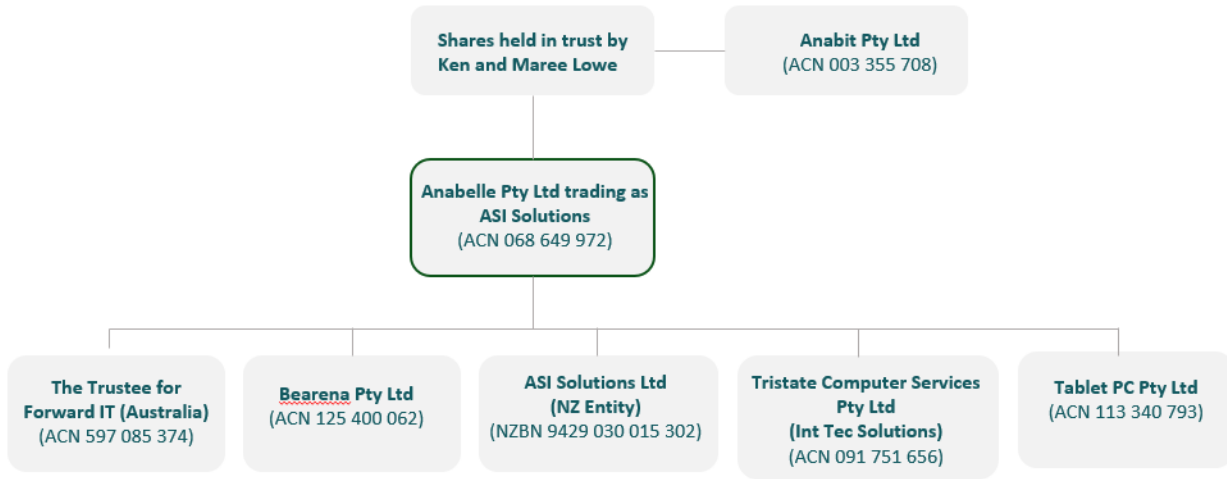 Shares held in trust by
Ken and Maree Lowe
Anabit Pty Ltd
(ACN 003 355 708)
Anabelle Pty Ltd trading as
ASI Solutions
(ACN 068 649 972)
The Trustee for
Forward IT (Australia)
(ACN 597 085 374)
Bearena Pty Ltd
(ACN 125 400 062)
ASI Solutions Ltd
(NZ Entity)
(NZBN 9429 030 015 302)
Tristate Computer Services
Pty Ltd
(Int Tec Solutions)
(ACN 091 751 656)
Tablet PC Pty Ltd
(ACN 113 340 793)